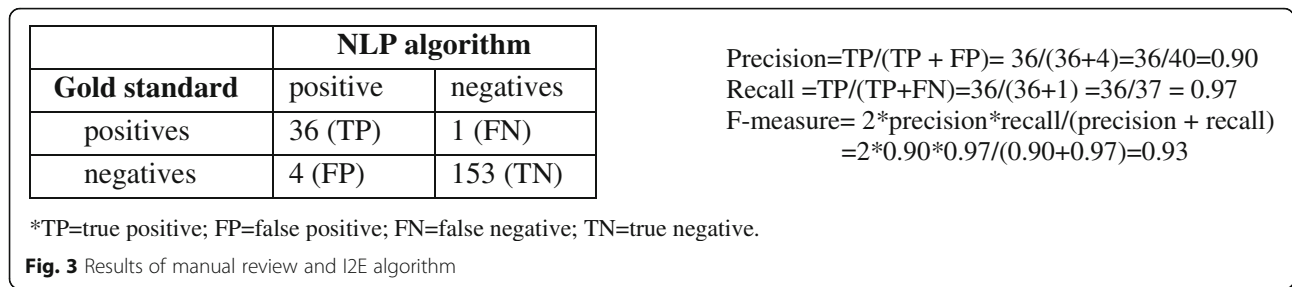 NLP algorithm
Gold standard positive negatives
positives 36 (TP) 1 (FN)
negatives 4 (FP) 153 (TN)
Precision=TP/(TP + FP)= 36/(36+4)=36/40=0.90
Recall =TP/(TP+FN)=36/(36+1) =36/37 = 0.97
F-measure= 2*precision*recall/(precision + recall)
=2*0.90*0.97/(0.90+0.97)=0.93
*TP=true positive; FP=false positive; FN=false negative; TN=true negative.
Fig. 3 Results of manual review and I2E algorithm